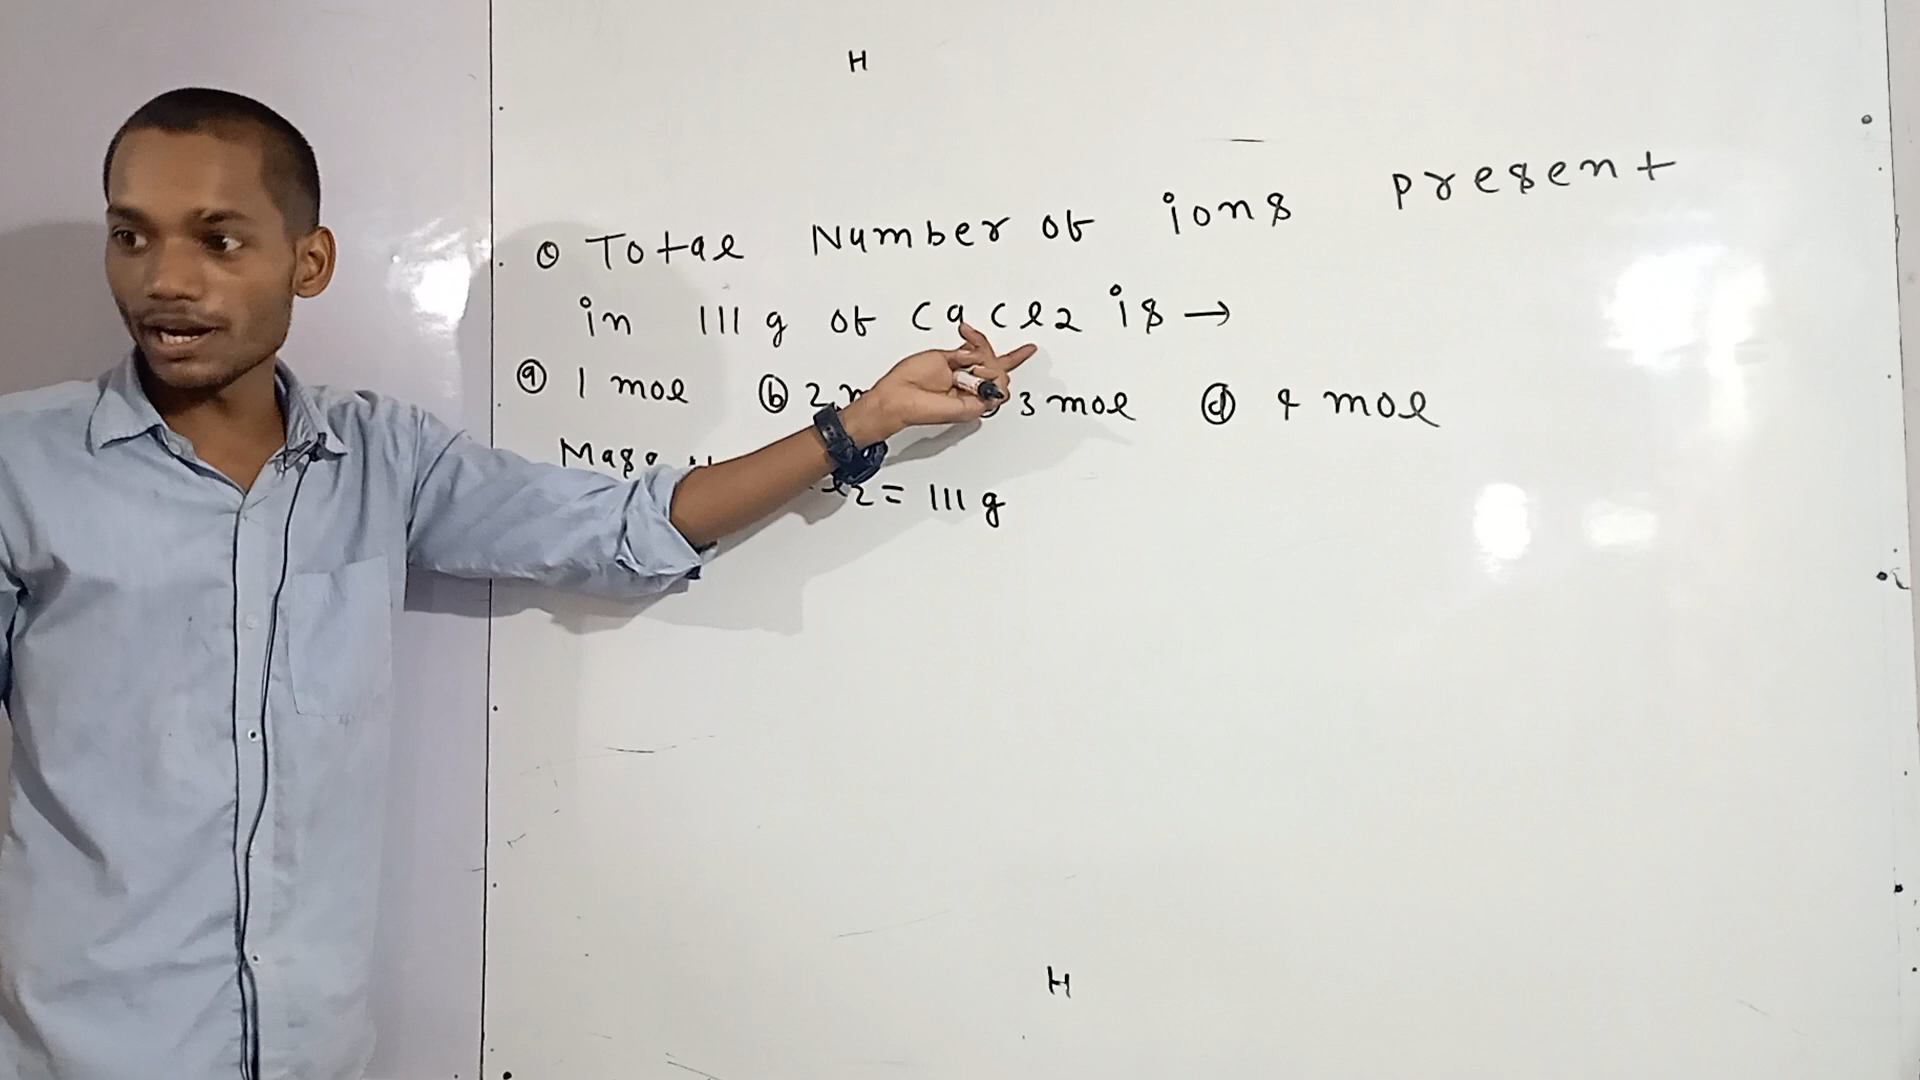 H
Total Number of ions present
in 111 g of CaCl2 is →
ⓐ 1 mol ⓑ 2 3 mol ⓓ 4 mol
Mass
l2 = 111 g
H